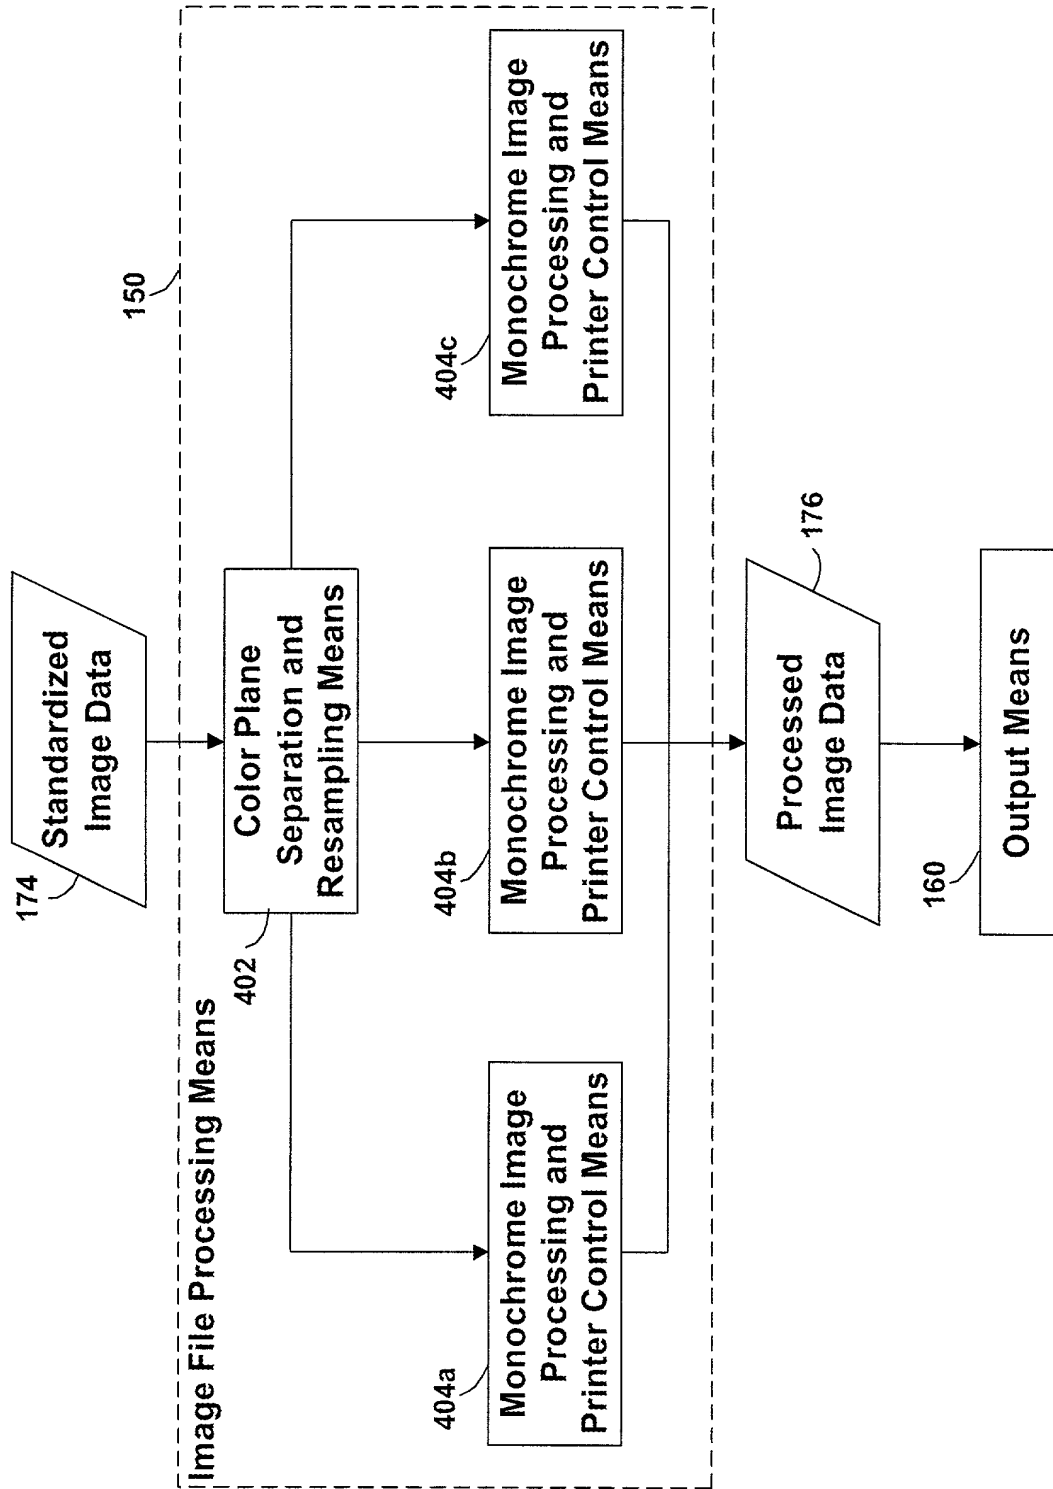 174
Standardized
Image Data
150
Image File Processing Means
402
Color Plane
Separation and
Resampling Means
404a
Monochrome Image
Processing and
Printer Control Means
404b
Monochrome Image
Processing and
Printer Control Means
404c
Monochrome Image
Processing and
Printer Control Means
Processed
Image Data
176
160
Output Means